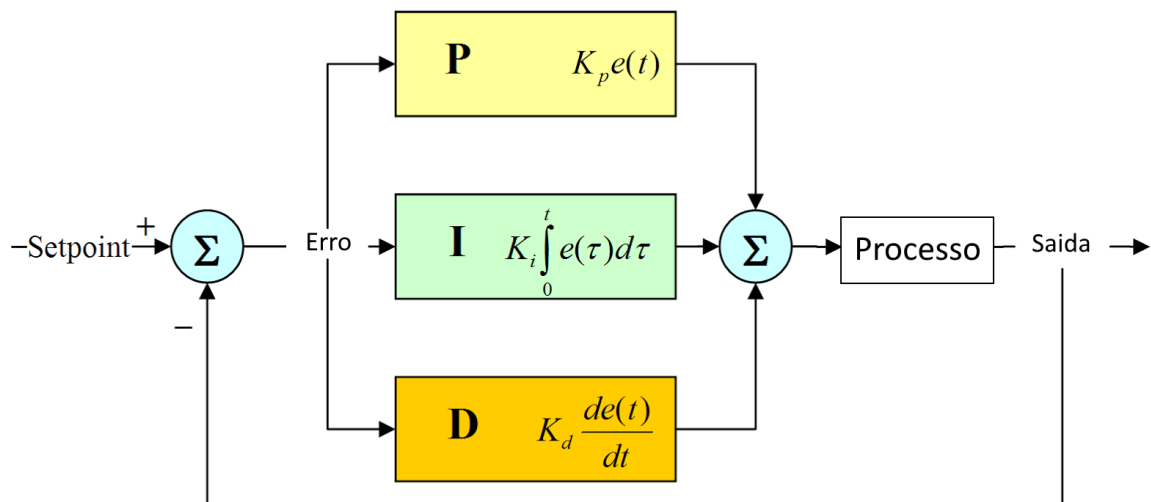 P K_p e(t)
–Setpoint + Σ Erro I K_i ∫_0^t e(τ)dτ Σ Processo Saida
–
D K_d de(t)/dt